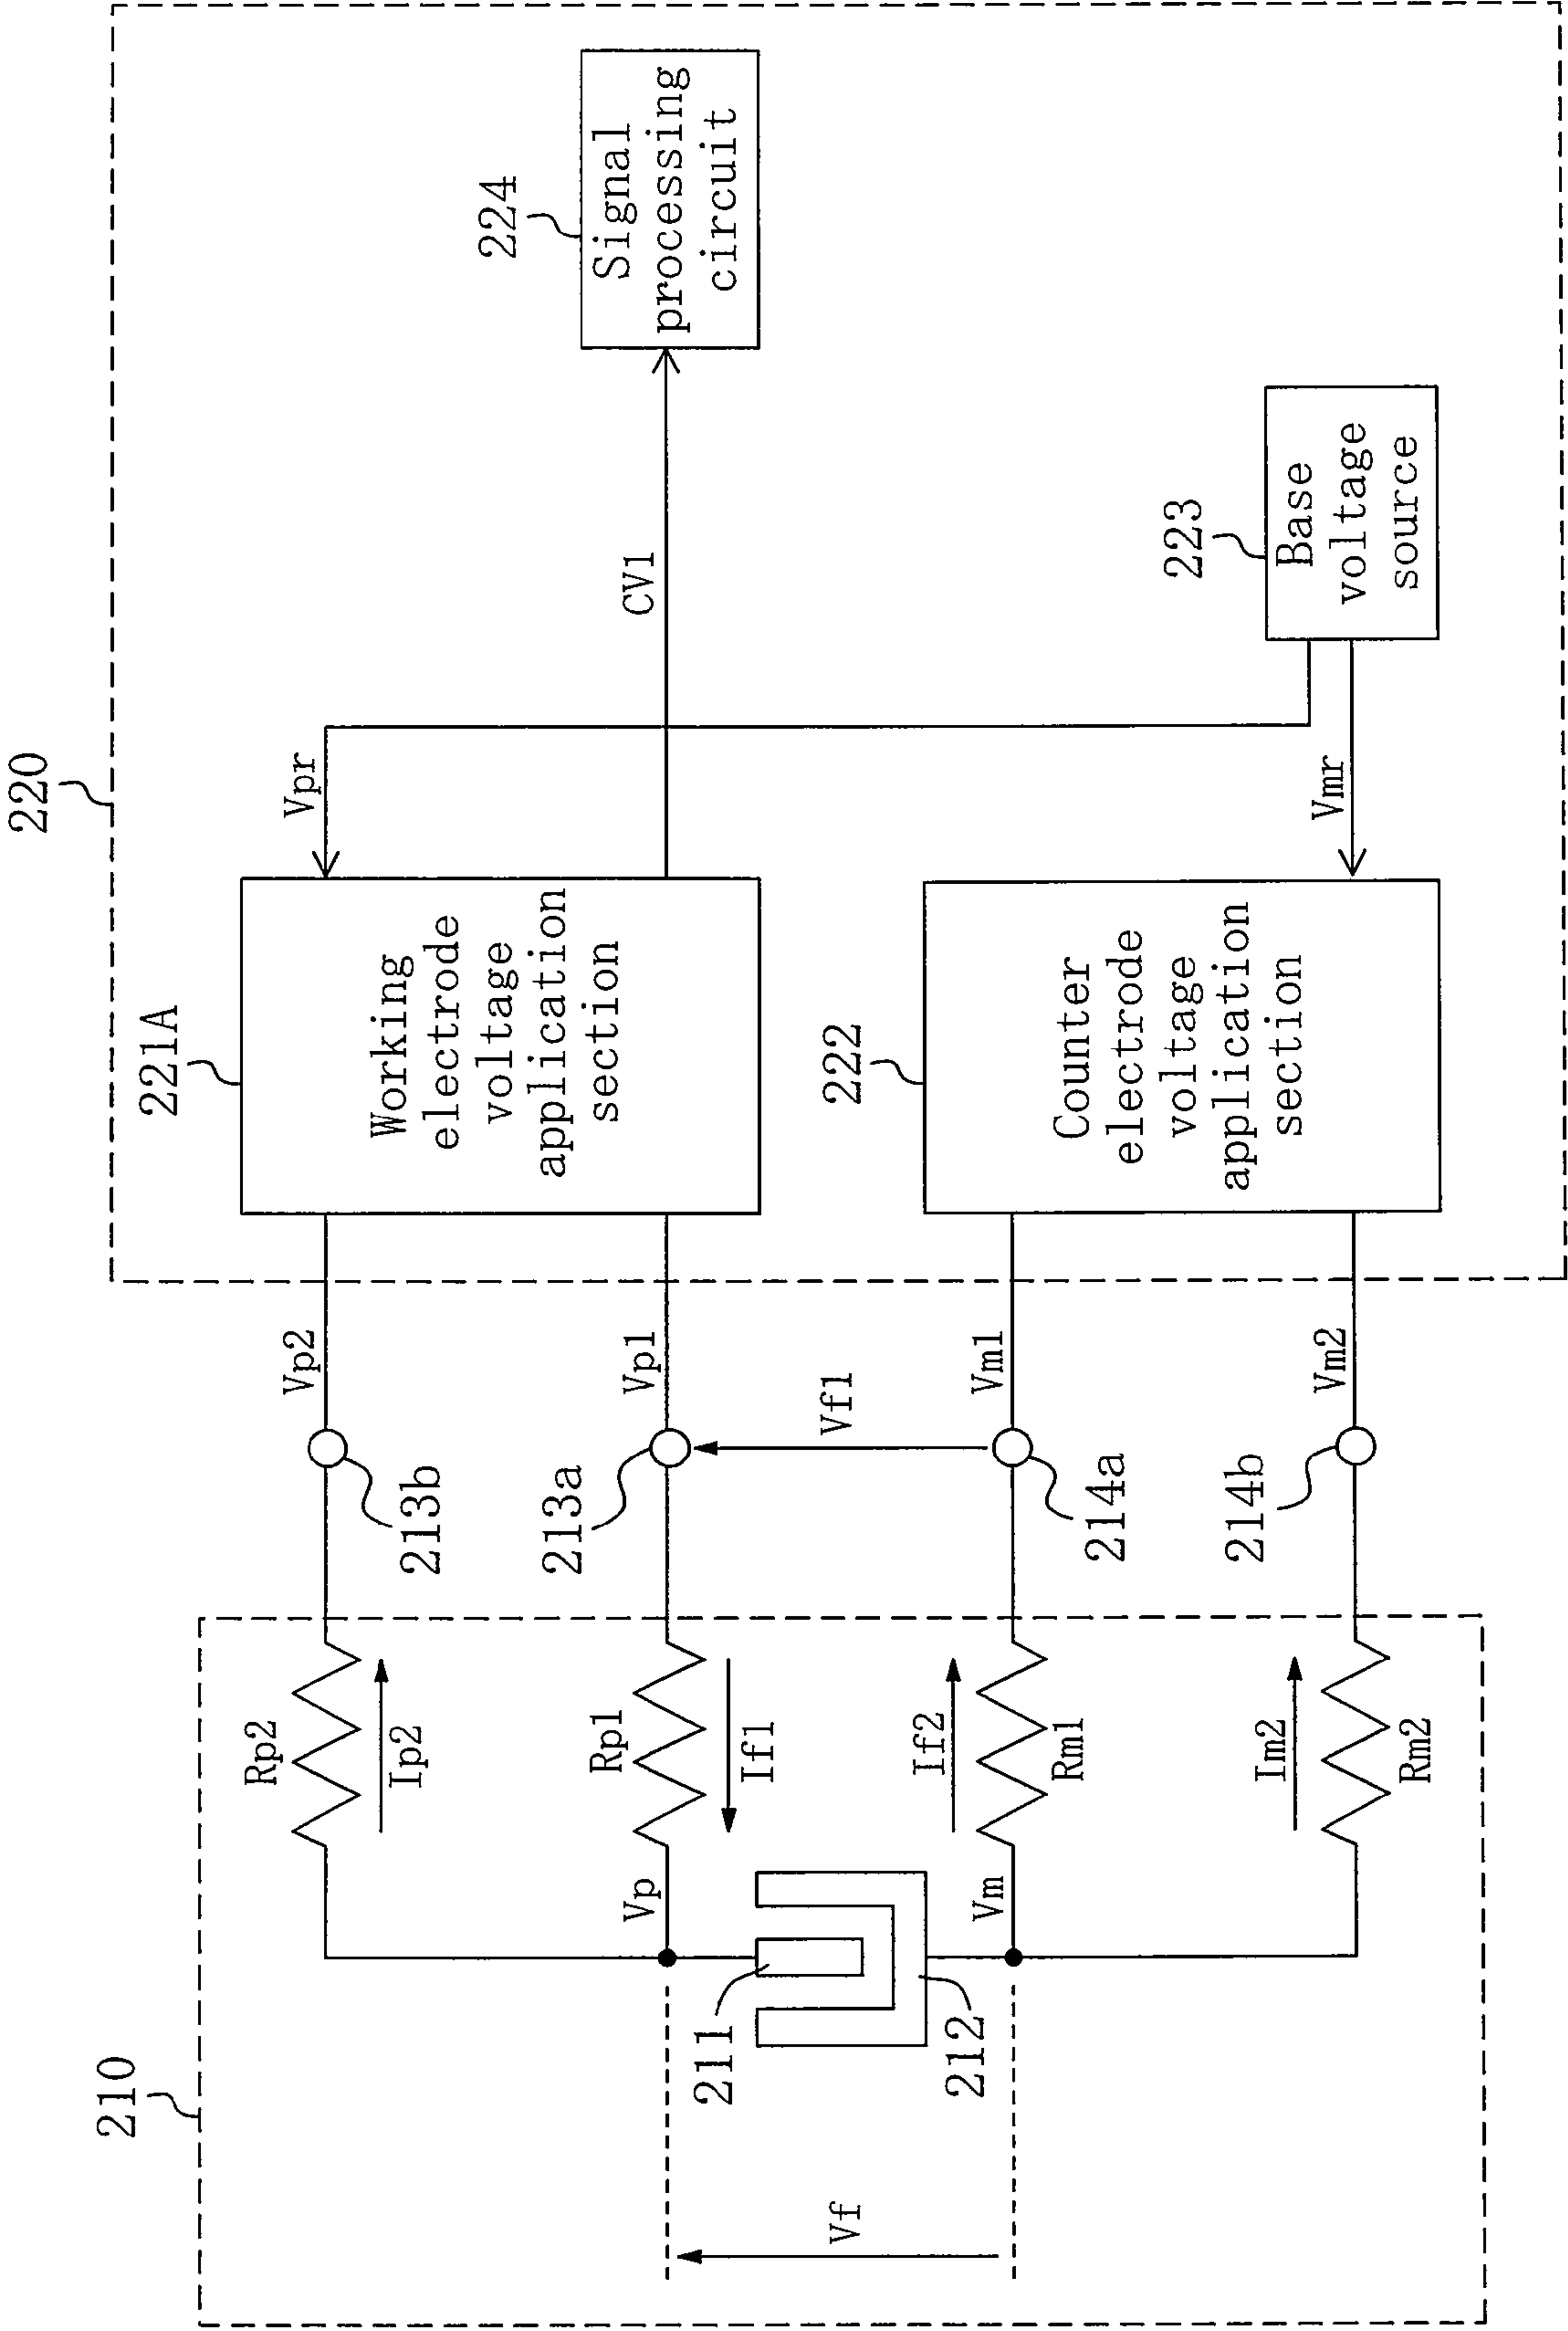 220
221A
Working
electrode
voltage
application
section
222
Counter
electrode
voltage
application
section
223
Base
voltage
source
224
Signal
processing
circuit
Vpr
CV1
Vmr
Vp2
Vp1
Vf1
Vm1
Vm2
213b
213a
214a
214b
210
Rp2
Ip2
Rp1
If1
If2
Rm1
Im2
Rm2
Vp
Vm
211
212
Vf